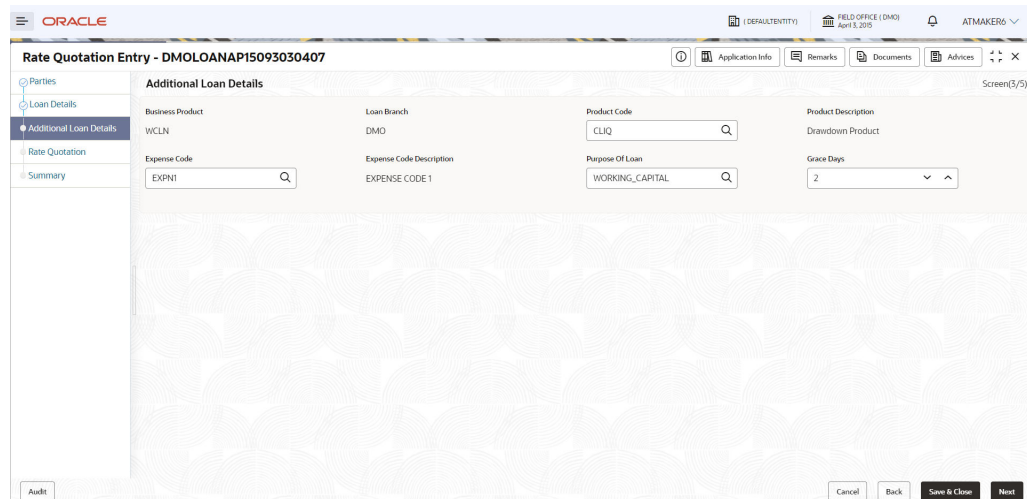 ORACLE
( DEFAULTENTITY)
FIELD OFFICE ( DMO)
April 3, 2015
ATMAKER6
Rate Quotation Entry - DMOLOANAP15093030407
Application Info
Remarks
Documents
Advices
Parties
Loan Details
Additional Loan Details
Rate Quotation
Summary
Additional Loan Details
Screen(3/5)
Business Product
Loan Branch
Product Code
Product Description
WCLN
DMO
CLIQ
Drawdown Product
Expense Code
Expense Code Description
Purpose Of Loan
Grace Days
EXPN1
EXPENSE CODE 1
WORKING_CAPITAL
2
Audit
Cancel
Back
Save & Close
Next